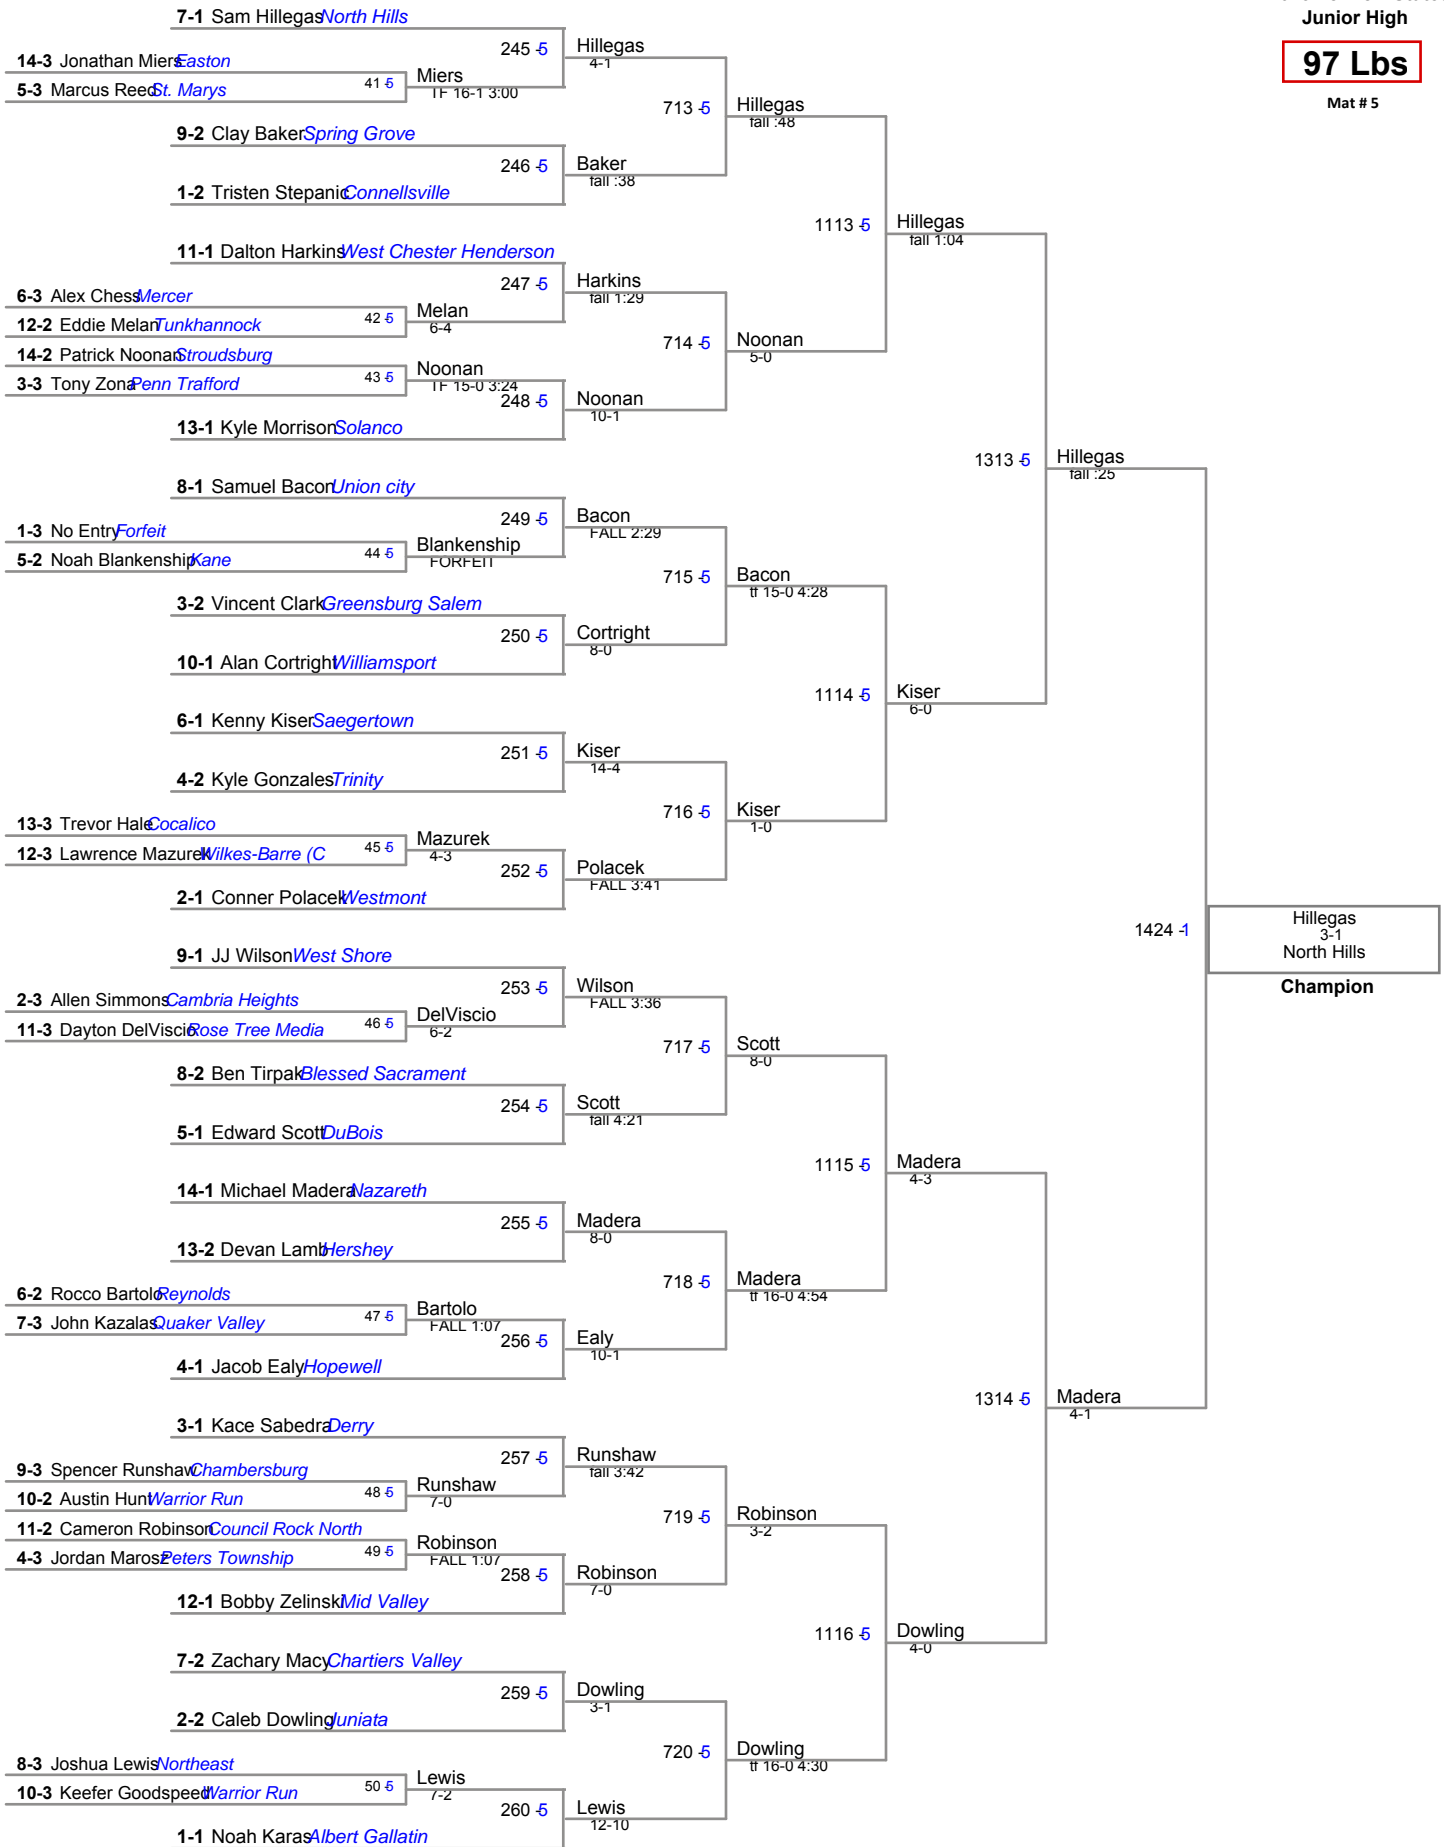 Junior High
97 Lbs
Mat # 5
7-1 Sam Hillegas North Hills
245 -5 Hillegas
4-1
14-3 Jonathan Miers Easton
41 -5 Miers
TF 16-1 3:00
5-3 Marcus Reed St. Marys
713 -5 Hillegas
fall :48
9-2 Clay Baker Spring Grove
246 -5 Baker
fall :38
1-2 Tristen Stepanic Connellsville
1113 -5 Hillegas
fall 1:04
11-1 Dalton Harkins West Chester Henderson
247 -5 Harkins
fall 1:29
6-3 Alex Chess Mercer
42 -5 Melan
6-4
12-2 Eddie Melan Tunkhannock
714 -5 Noonan
5-0
14-2 Patrick Noonan Stroudsburg
43 -5 Noonan
TF 15-0 3:24
3-3 Tony Zona Penn Trafford
248 -5 Noonan
10-1
13-1 Kyle Morrison Solanco
1313 -5 Hillegas
fall :25
8-1 Samuel Bacon Union city
249 -5 Bacon
FALL 2:29
1-3 No Entry Forfeit
44 -5 Blankenship
FORFEIT
5-2 Noah Blankenship Kane
715 -5 Bacon
tf 15-0 4:28
3-2 Vincent Clark Greensburg Salem
250 -5 Cortright
8-0
10-1 Alan Cortright Williamsport
1114 -5 Kiser
6-0
6-1 Kenny Kiser Saegertown
251 -5 Kiser
14-4
4-2 Kyle Gonzales Trinity
716 -5 Kiser
1-0
13-3 Trevor Hale Cocalico
45 -5 Mazurek
4-3
12-3 Lawrence Mazurek Wilkes-Barre (C
252 -5 Polacek
FALL 3:41
2-1 Conner Polacek Westmont
1424 -1 Hillegas
3-1
North Hills
Champion
9-1 JJ Wilson West Shore
253 -5 Wilson
FALL 3:36
2-3 Allen Simmons Cambria Heights
46 -5 DelViscio
6-2
11-3 Dayton DelViscio Rose Tree Media
717 -5 Scott
8-0
8-2 Ben Tirpak Blessed Sacrament
254 -5 Scott
fall 4:21
5-1 Edward Scott DuBois
1115 -5 Madera
4-3
14-1 Michael Madera Nazareth
255 -5 Madera
8-0
13-2 Devan Lamb Hershey
718 -5 Madera
tf 16-0 4:54
6-2 Rocco Bartolo Reynolds
47 -5 Bartolo
FALL 1:07
7-3 John Kazalas Quaker Valley
256 -5 Ealy
10-1
4-1 Jacob Ealy Hopewell
1314 -5 Madera
4-1
3-1 Kace Sabedra Derry
257 -5 Runshaw
fall 3:42
9-3 Spencer Runshaw Chambersburg
48 -5 Runshaw
7-0
10-2 Austin Hunt Warrior Run
719 -5 Robinson
3-2
11-2 Cameron Robinson Council Rock North
49 -5 Robinson
FALL 1:07
4-3 Jordan Marosz Peters Township
258 -5 Robinson
7-0
12-1 Bobby Zelinski Mid Valley
1116 -5 Dowling
4-0
7-2 Zachary Macy Chartiers Valley
259 -5 Dowling
3-1
2-2 Caleb Dowling Juniata
720 -5 Dowling
tf 16-0 4:30
8-3 Joshua Lewis Northeast
50 -5 Lewis
7-2
10-3 Keefer Goodspeed Warrior Run
260 -5 Lewis
12-10
1-1 Noah Karas Albert Gallatin